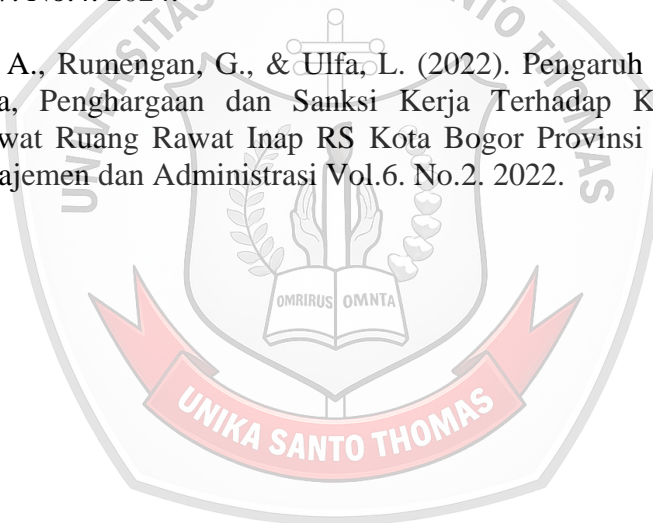 A., Rumengan, G., & Ulfa, L. (2022). Pengaruh
a, Penghargaan dan Sanksi Kerja Terhadap K
wat Ruang Rawat Inap RS Kota Bogor Provinsi
ajemen dan Administrasi Vol.6. No.2. 2022.
OMRIRUS OMNTA
UNIKA SANTO THOMAS